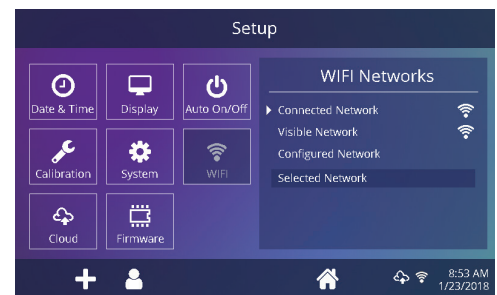 Setup
Date & Time
Display
Auto On/Off
Calibration
System
WIFI
Cloud
Firmware
WIFI Networks
Connected Network
Visible Network
Configured Network
Selected Network
8:53 AM
1/23/2018